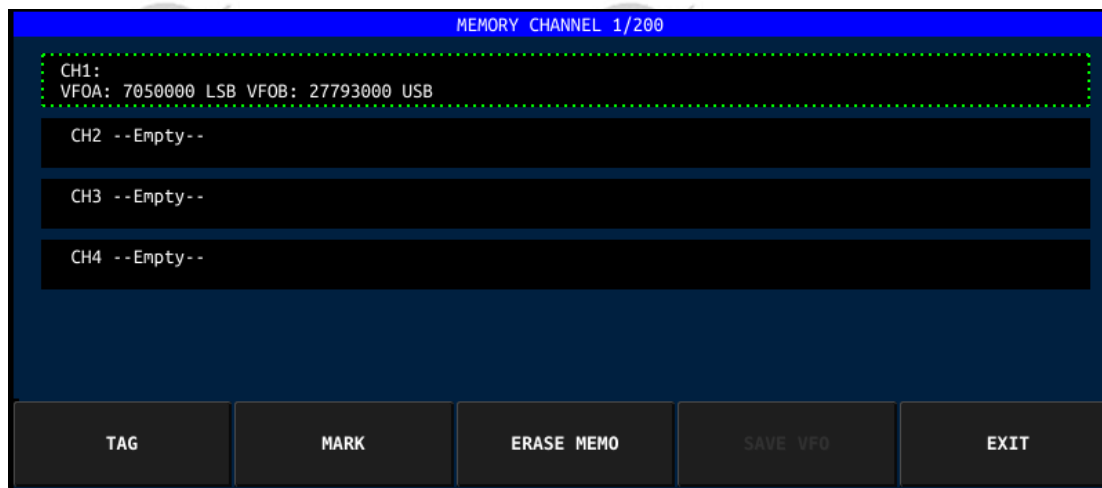 MEMORY CHANNEL 1/200
CH1:
VFOA: 7050000 LSB VFOB: 27793000 USB
CH2 --Empty--
CH3 --Empty--
CH4 --Empty--
TAG MARK ERASE MEMO SAVE VFO EXIT